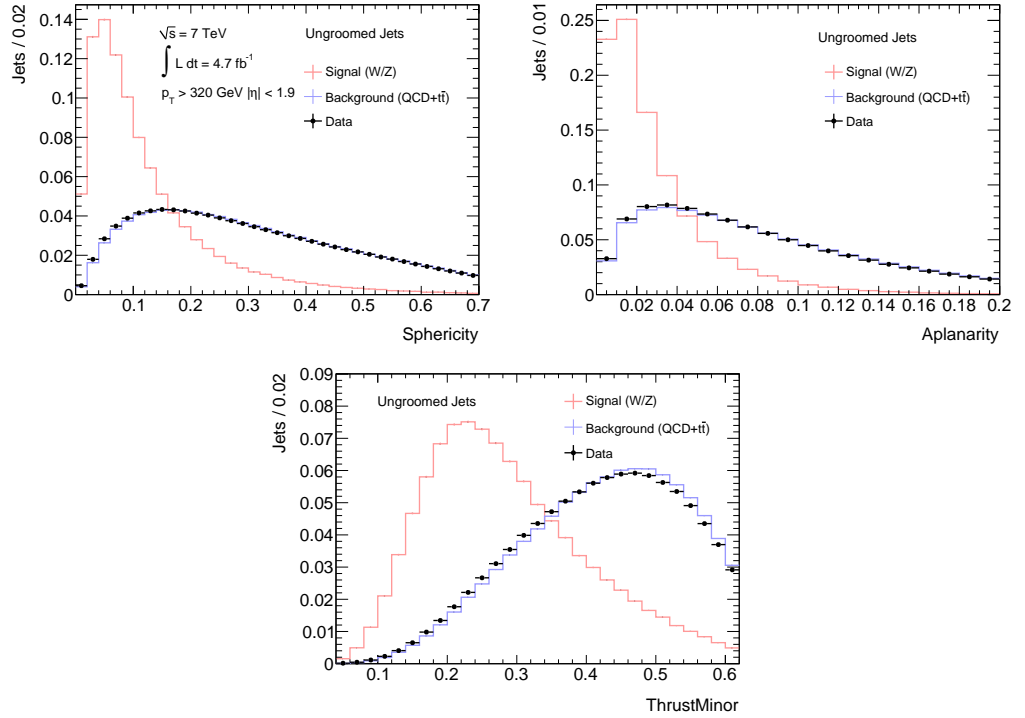 Jets / 0.02
0.14
0.12
0.1
0.08
0.06
0.04
0.02
0
√s = 7 TeV
∫ L dt = 4.7 fb⁻¹
p_T > 320 GeV |η| < 1.9
Ungroomed Jets
Signal (W/Z)
Background (QCD+tt̄)
Data
0.1 0.2 0.3 0.4 0.5 0.6 0.7
Sphericity
Jets / 0.01
0.25
0.2
0.15
0.1
0.05
0
Ungroomed Jets
Signal (W/Z)
Background (QCD+tt̄)
Data
0.02 0.04 0.06 0.08 0.1 0.12 0.14 0.16 0.18 0.2
Aplanarity
Jets / 0.02
0.09
0.08
0.07
0.06
0.05
0.04
0.03
0.02
0.01
0
Ungroomed Jets
Signal (W/Z)
Background (QCD+tt̄)
Data
0.1 0.2 0.3 0.4 0.5 0.6
ThrustMinor